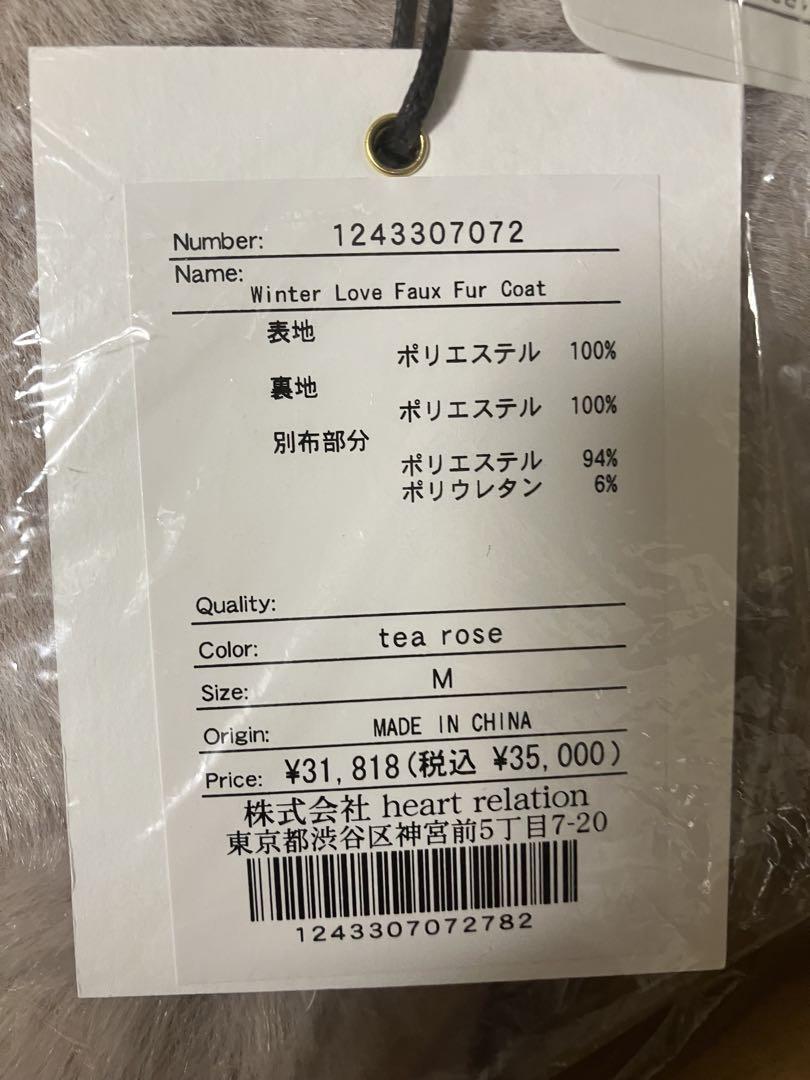 Number: 1243307072
Name:
Winter Love Faux Fur Coat
表地
ポリエステル 100%
裏地
ポリエステル 100%
別布部分
ポリエステル 94%
ポリウレタン 6%
Quality:
Color: tea rose
Size: M
Origin: MADE IN CHINA
Price: ¥31,818(税込 ¥35,000)
株式会社 heart relation
東京都渋谷区神宮前5丁目7-20
1243307072782